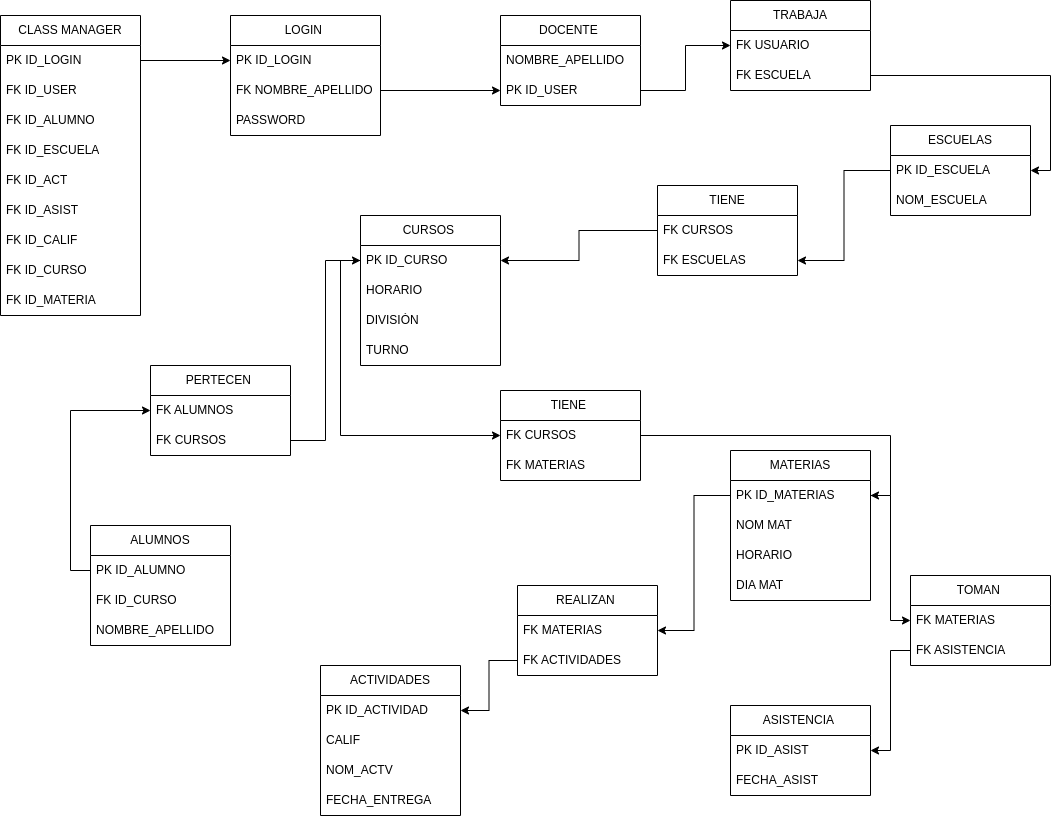 CLASS MANAGER
PK ID_LOGIN
FK ID_USER
FK ID_ALUMNO
FK ID_ESCUELA
FK ID_ACT
FK ID_ASIST
FK ID_CALIF
FK ID_CURSO
FK ID_MATERIA
LOGIN
PK ID_LOGIN
FK NOMBRE_APELLIDO
PASSWORD
DOCENTE
NOMBRE_APELLIDO
PK ID_USER
TRABAJA
FK USUARIO
FK ESCUELA
ESCUELAS
PK ID_ESCUELA
NOM_ESCUELA
TIENE
FK CURSOS
FK ESCUELAS
CURSOS
PK ID_CURSO
HORARIO
DIVISIÓN
TURNO
PERTECEN
FK ALUMNOS
FK CURSOS
TIENE
FK CURSOS
FK MATERIAS
MATERIAS
PK ID_MATERIAS
NOM MAT
HORARIO
DIA MAT
ALUMNOS
PK ID_ALUMNO
FK ID_CURSO
NOMBRE_APELLIDO
REALIZAN
FK MATERIAS
FK ACTIVIDADES
TOMAN
FK MATERIAS
FK ASISTENCIA
ACTIVIDADES
PK ID_ACTIVIDAD
CALIF
NOM_ACTV
FECHA_ENTREGA
ASISTENCIA
PK ID_ASIST
FECHA_ASIST